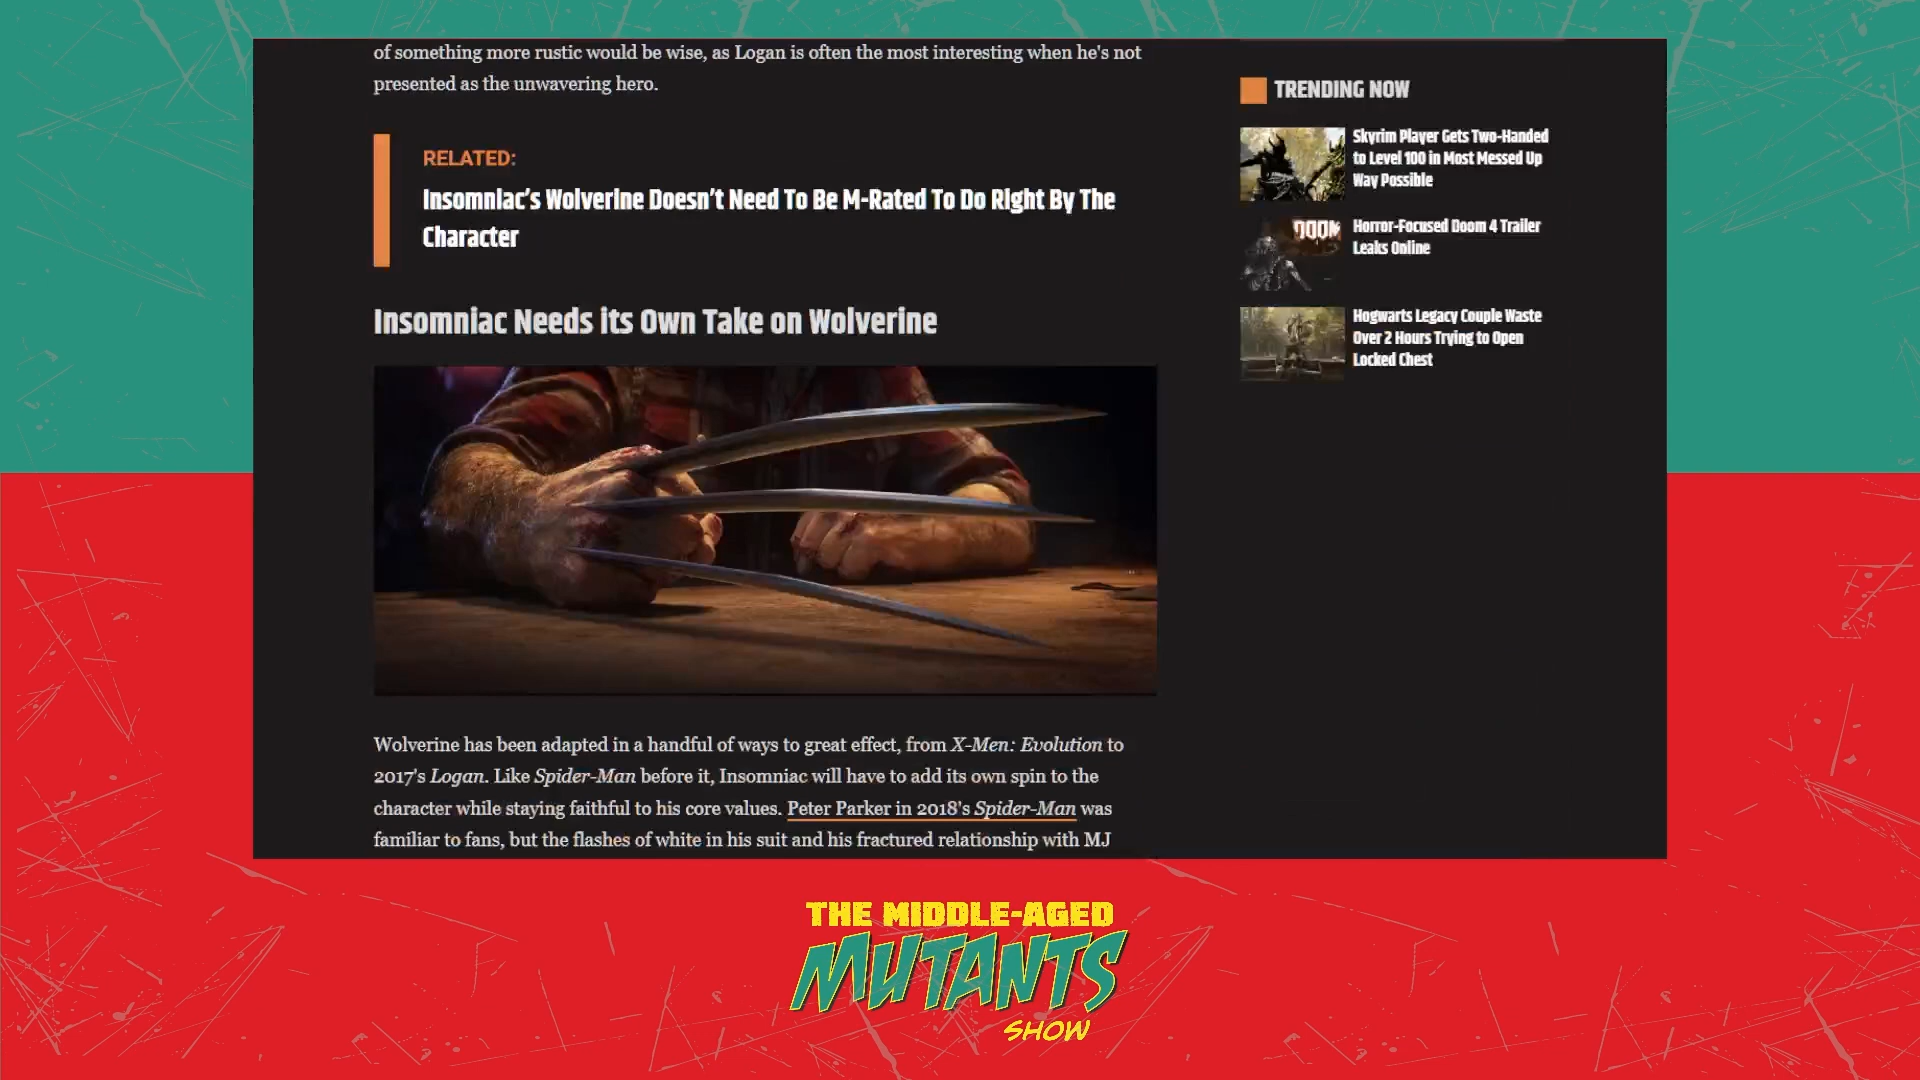 of something more rustic would be wise, as Logan is often the most interesting when he's not
presented as the unwavering hero.
RELATED:
Insomniac's Wolverine Doesn't Need To Be M-Rated To Do Right By The
Character
Insomniac Needs its Own Take on Wolverine
Wolverine has been adapted in a handful of ways to great effect, from X-Men: Evolution to
2017's Logan. Like Spider-Man before it, Insomniac will have to add its own spin to the
character while staying faithful to his core values. Peter Parker in 2018's Spider-Man was
familiar to fans, but the flashes of white in his suit and his fractured relationship with MJ
TRENDING NOW
Skyrim Player Gets Two-Handed
to Level 100 in Most Messed Up
Way Possible
DOOM
Horror-Focused Doom 4 Trailer
Leaks Online
Hogwarts Legacy Couple Waste
Over 2 Hours Trying to Open
Locked Chest
THE MIDDLE-AGED
MUTANTS
SHOW